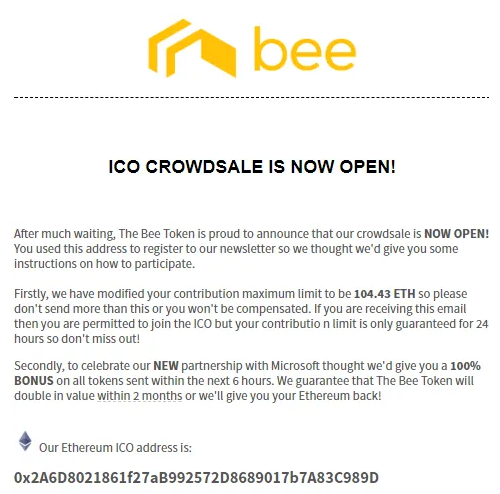 bee
ICO CROWDSALE IS NOW OPEN!
After much waiting, The Bee Token is proud to announce that our crowdsale is NOW OPEN!
You used this address to register to our newsletter so we thought we'd give you some
instructions on how to participate.
Firstly, we have modified your contribution maximum limit to be 104.43 ETH so please
don't send more than this or you won't be compensated. If you are receiving this email
then you are permitted to join the ICO but your contributio n limit is only guaranteed for 24
hours so don't miss out!
Secondly, to celebrate our NEW partnership with Microsoft thought we'd give you a 100%
BONUS on all tokens sent within the next 6 hours. We guarantee that The Bee Token will
double in value within 2 months or we'll give you your Ethereum back!
Our Ethereum ICO address is:
0x2A6D8021861f27aB992572D8689017b7A83C989D